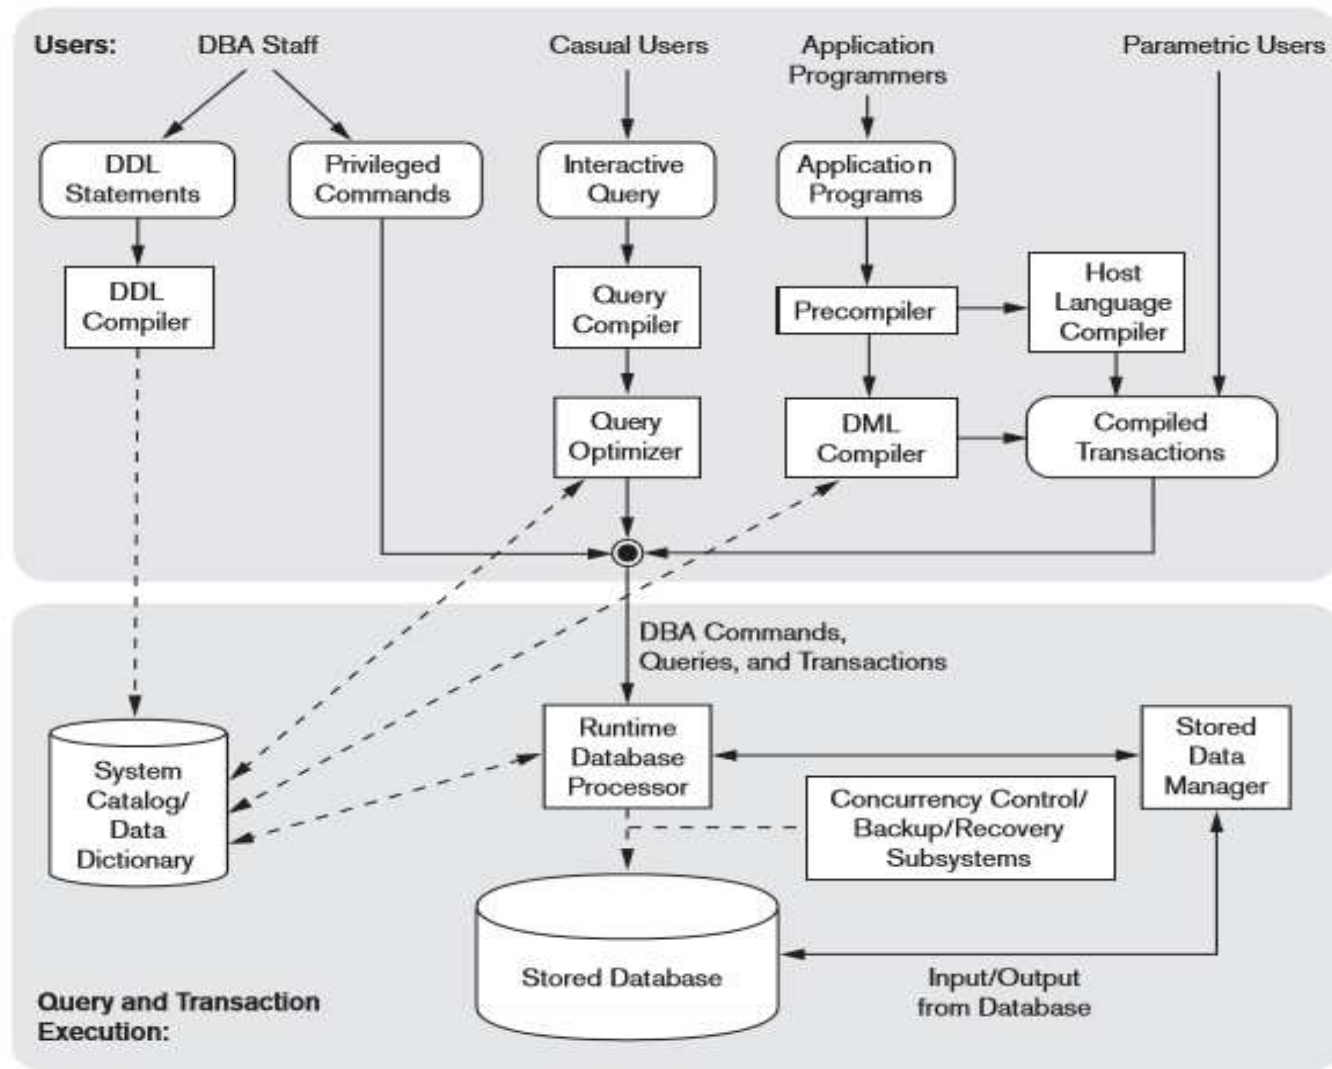 Users:
DBA Staff
Casual Users
Application
Programmers
Parametric Users
DDL
Statements
Privileged
Commands
Interactive
Query
Application
Programs
DDL
Compiler
Query
Compiler
Precompiler
Host
Language
Compiler
Query
Optimizer
DML
Compiler
Compiled
Transactions
DBA Commands,
Queries, and Transactions
System
Catalog/
Data
Dictionary
Runtime
Database
Processor
Stored
Data
Manager
Concurrency Control/
Backup/Recovery
Subsystems
Stored Database
Input/Output
from Database
Query and Transaction
Execution: